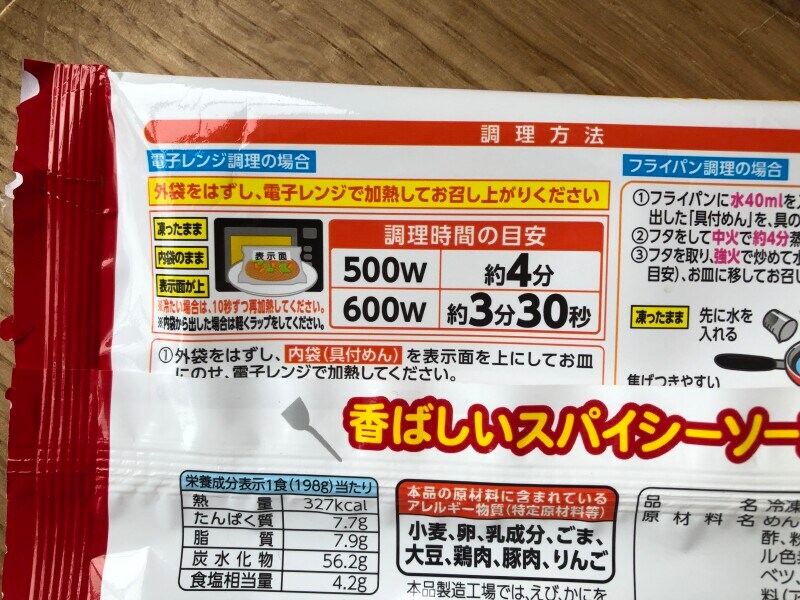 調理方法
電子レンジ調理の場合
外袋をはずし、電子レンジで加熱してお召し上がりください
凍ったまま
内袋のまま
表示面が上
表示面
※冷たい場合は、10秒ずつ再加熱してください。
※内袋から出した場合は軽くラップをしてください。
調理時間の目安
500W 約4分
600W 約3分30秒
①外袋をはずし、内袋(具付めん)を表示面を上にしてお皿
にのせ、電子レンジで加熱してください。
フライパン調理の場合
①フライパンに水40mlを
出した「具付めん」を、具の
②フタをして中火で約4分蒸
③フタを取り、強火で炒めて水
目安)、お皿に移してお召し
凍ったまま
先に水を
入れる
焦げつきやすい
香ばしいスパイシーソー
栄養成分表示1食(198g)当たり
熱量 327kcal
たんぱく質 7.7g
脂質 7.9g
炭水化物 56.2g
食塩相当量 4.2g
本品の原材料に含まれている
アレルギー物質(特定原材料等)
小麦、卵、乳成分、ごま、
大豆、鶏肉、豚肉、りんご
本品製造工場では、えび、かにを
品名 冷凍
原材料名 めん
酢、粉
ル色素
ベツ、
料(ア